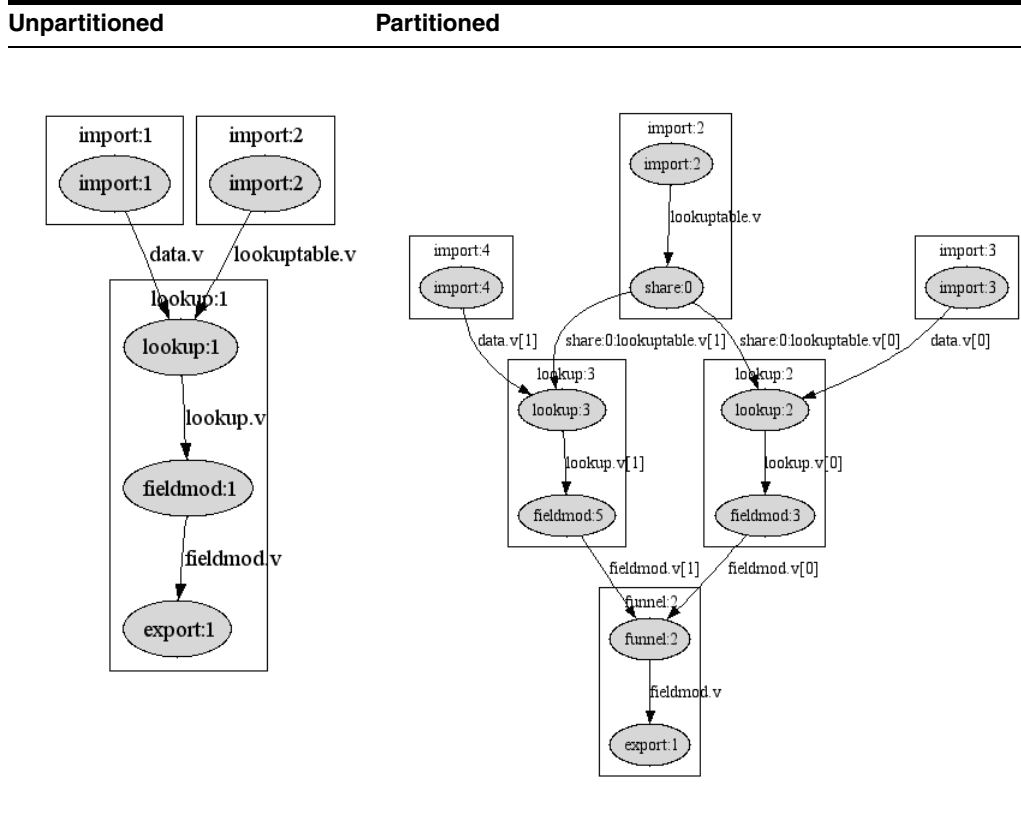 Unpartitioned
Partitioned
import:1
import:1
import:2
import:2
data.v
lookuptable.v
lookup:1
lookup:1
lookup.v
fieldmod:1
fieldmod.v
export:1
import:2
import:2
lookuptable.v
share:0
import:4
import:4
import:3
import:3
data.v[1]
share:0:lookuptable.v[1]
share:0:lookuptable.v[0]
data.v[0]
lookup:3
lookup:3
lookup:2
lookup:2
lookup.v[1]
lookup.v[0]
fieldmod:5
fieldmod:3
fieldmod.v[1]
fieldmod.v[0]
funnel:2
funnel:2
fieldmod.v
export:1